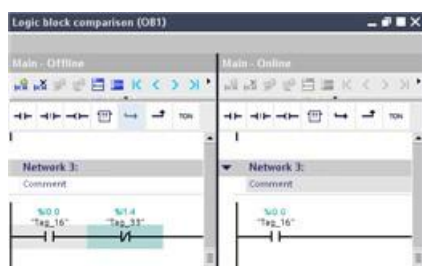 Logic block comparison (OB1)
Main - Offline
Main - Online
TON
TON
Network 3:
Comment
%I0.0
"Tag_16"
%I1.4
"Tag_33"
Network 3:
Comment
%I0.0
"Tag_16"